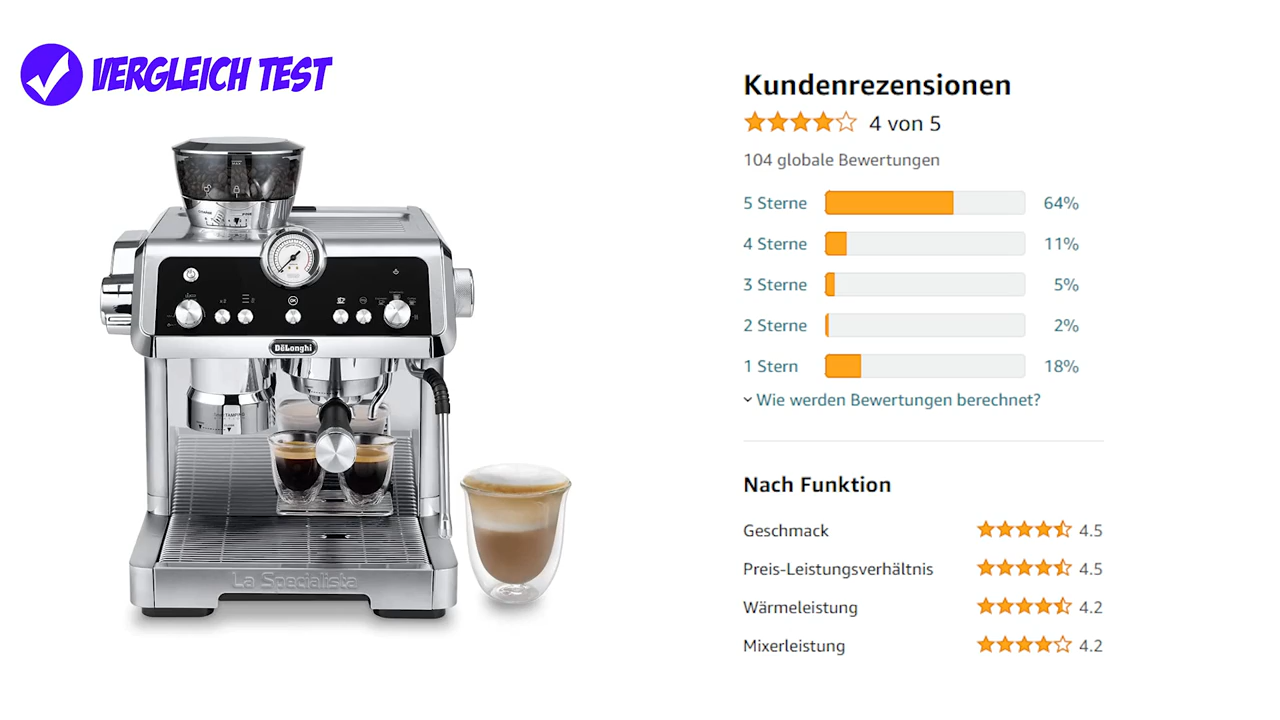 VERGLEICH TEST
DeLonghi
OK
La Specialista
Kundenrezensionen
4 von 5
104 globale Bewertungen
5 Sterne 64%
4 Sterne 11%
3 Sterne 5%
2 Sterne 2%
1 Stern 18%
Wie werden Bewertungen berechnet?
Nach Funktion
Geschmack 4.5
Preis-Leistungsverhältnis 4.5
Wärmeleistung 4.2
Mixerleistung 4.2